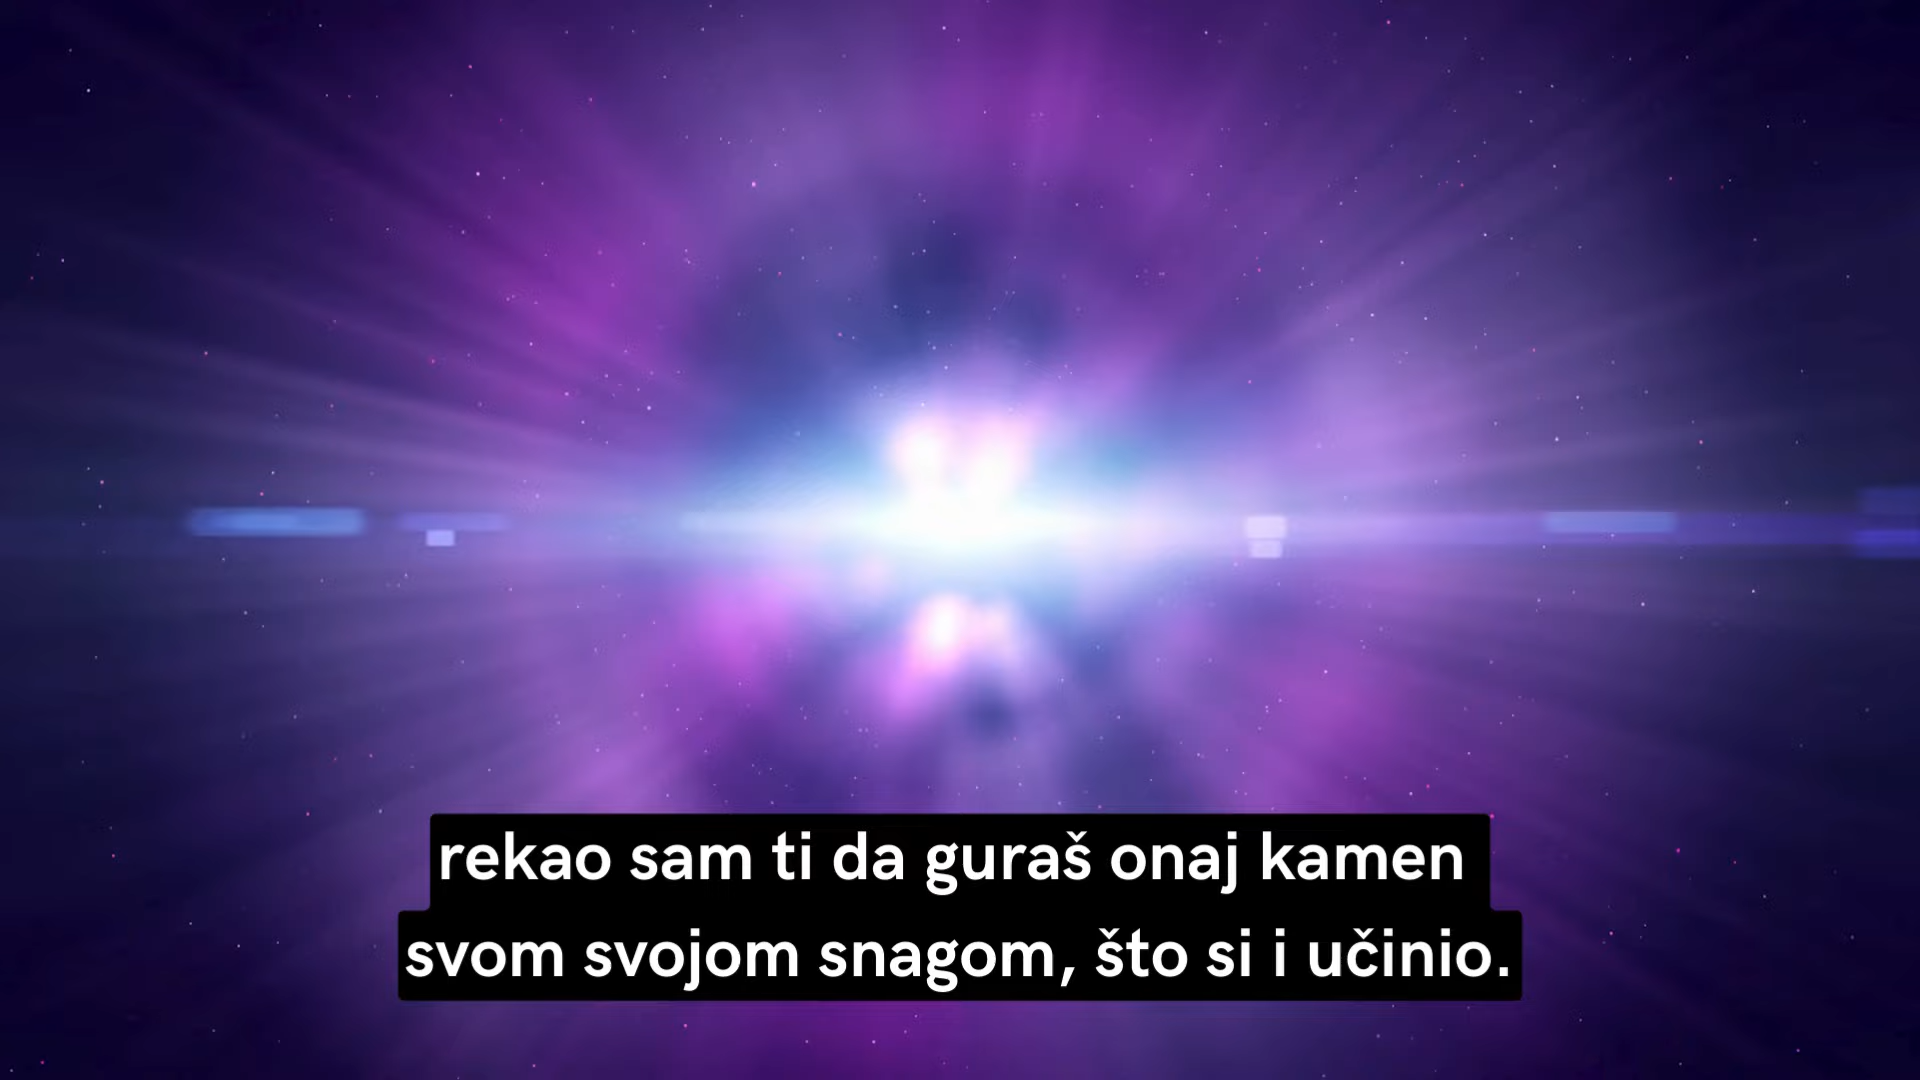 rekao sam ti da guraš onaj kamen
svom svojom snagom, što si i učinio.